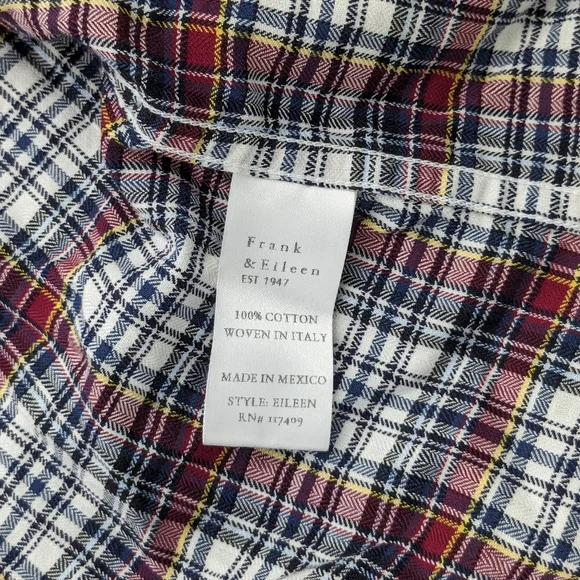 Frank
& Eileen
EST 1947
100% COTTON
WOVEN IN ITALY
MADE IN MEXICO
STYLE: EILEEN
RN# 117409